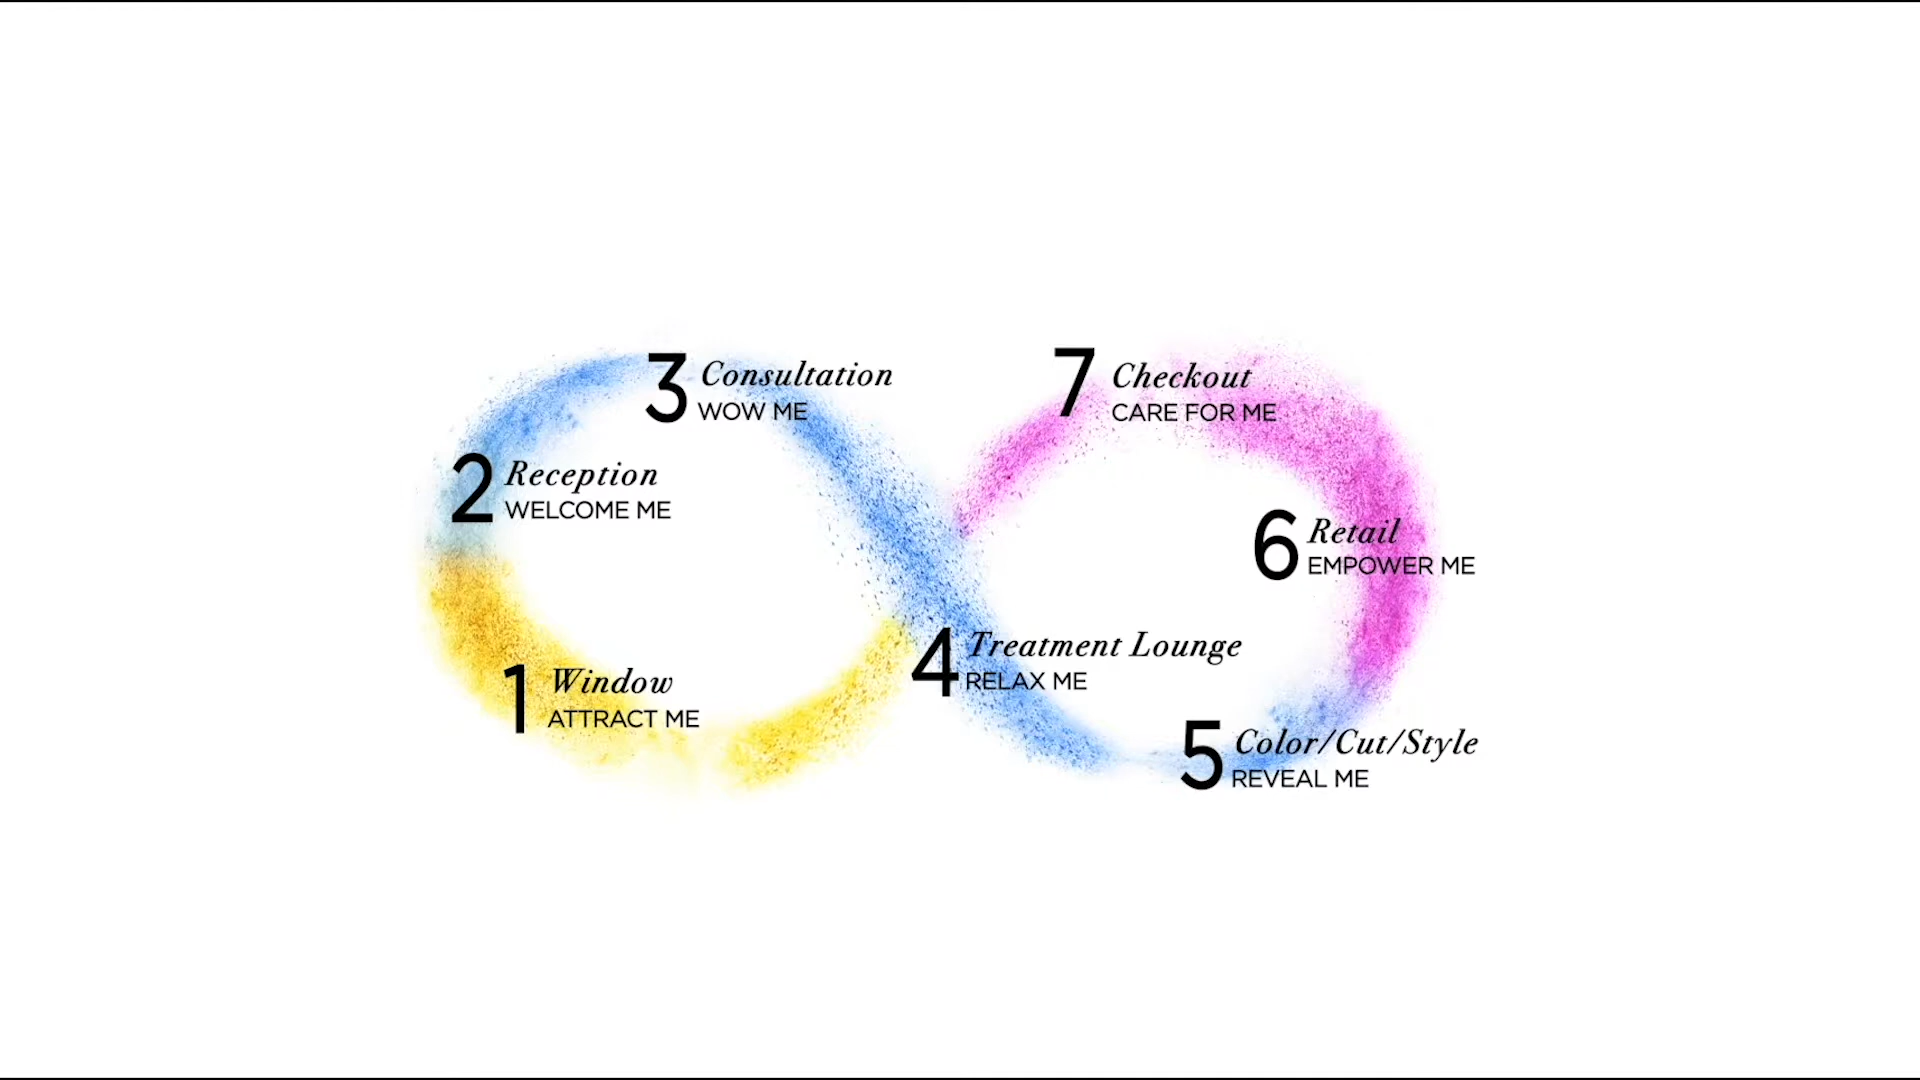 1 Window
ATTRACT ME
2 Reception
WELCOME ME
3 Consultation
WOW ME
4 Treatment Lounge
RELAX ME
5 Color/Cut/Style
REVEAL ME
6 Retail
EMPOWER ME
7 Checkout
CARE FOR ME